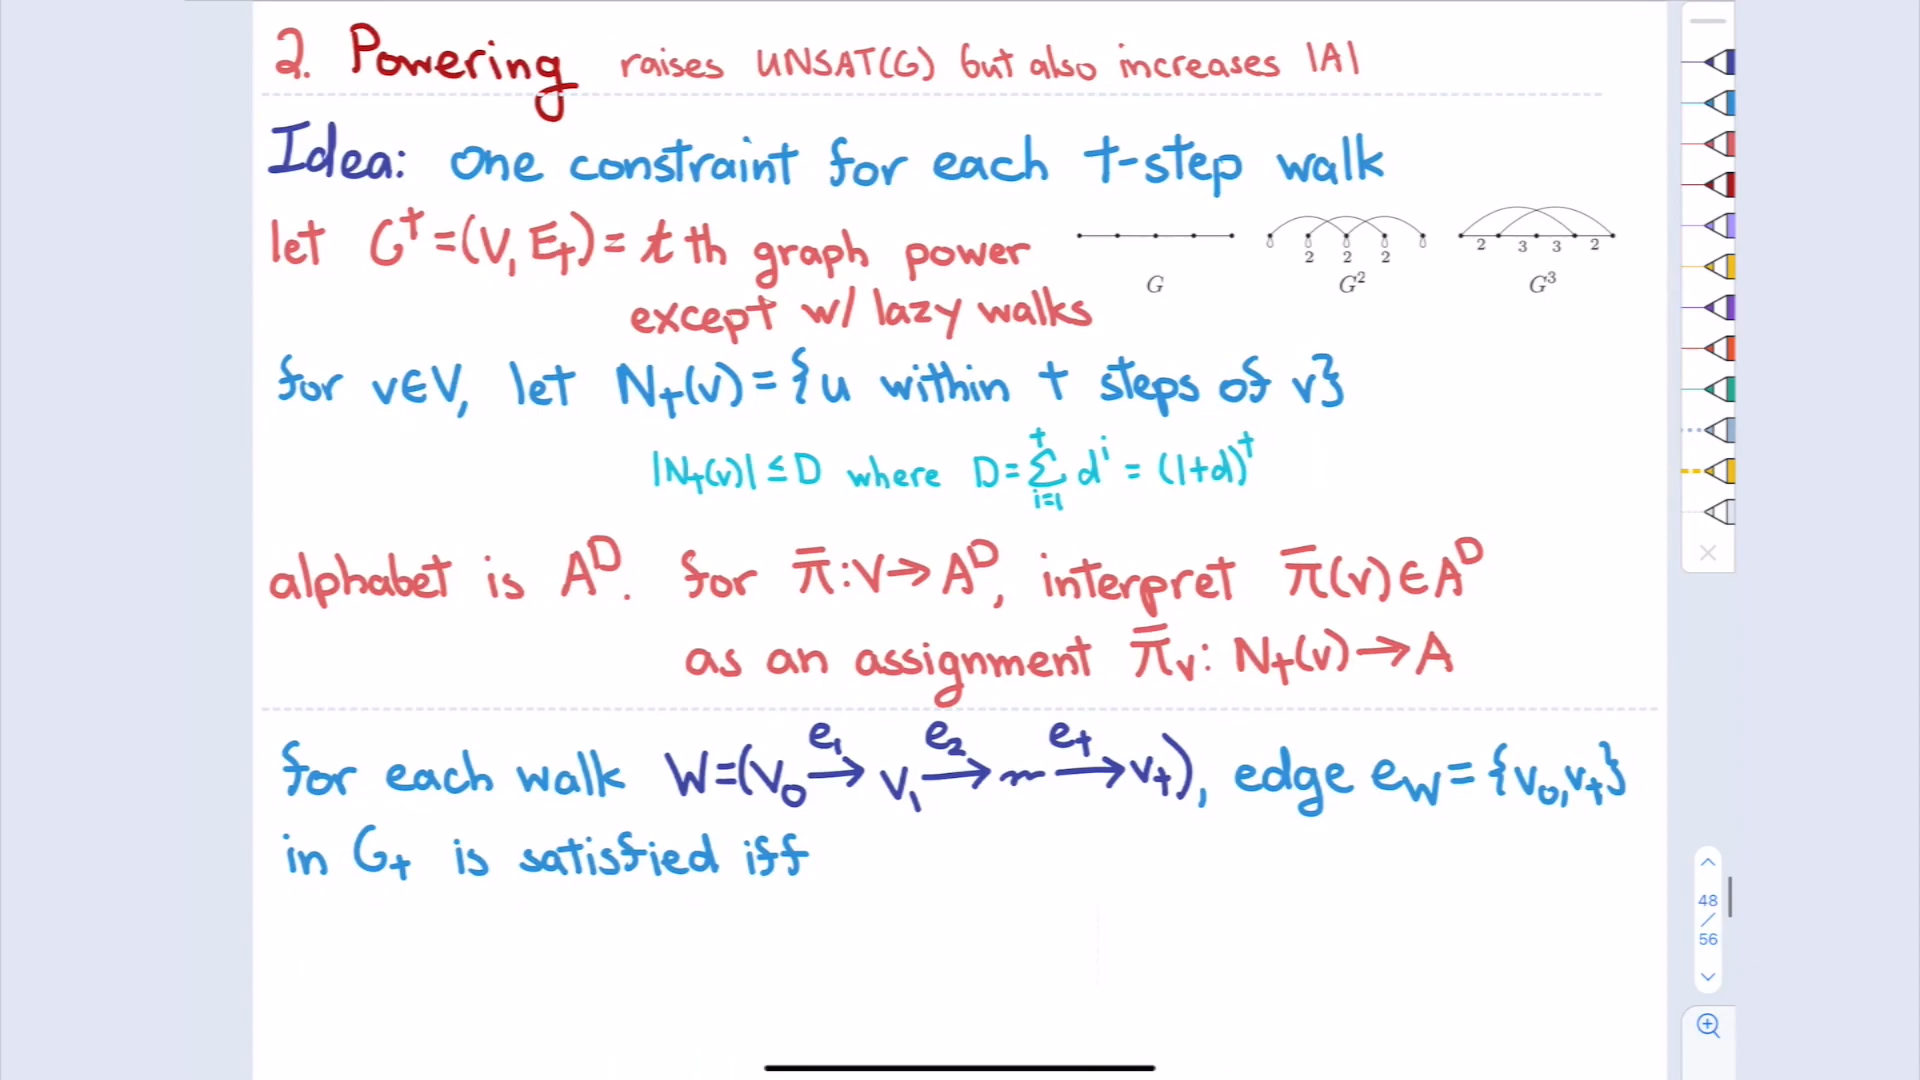 2. Powering raises UNSAT(G) but also increases |A|
Idea: one constraint for each t-step walk
let G^t = (V, E_t) = t th graph power
except w/ lazy walks
G G² G³
2 2 2 2 3 3 2
for v∈V, let N_t(v) = {u within t steps of v}
|N_t(v)| ≤ D where D = Σ_{i=1}^{t} d^i = (1+d)^t
alphabet is A^D. for π̄: V→A^D, interpret π̄(v)∈A^D
as an assignment π̄_v: N_t(v)→A
for each walk W=(v_0 —e_1→ v_1 —e_2→ ... —e_t→ v_t), edge e_W = {v_0, v_t}
in G_t is satisfied iff
48
/
56